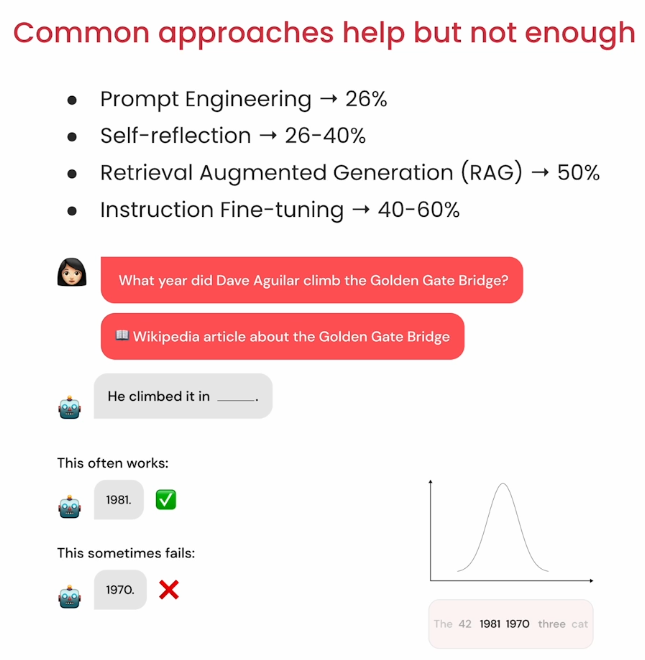 Common approaches help but not enough
● Prompt Engineering → 26%
● Self-reflection → 26-40%
● Retrieval Augmented Generation (RAG) → 50%
● Instruction Fine-tuning → 40-60%
What year did Dave Aguilar climb the Golden Gate Bridge?
📖 Wikipedia article about the Golden Gate Bridge
He climbed it in _____.
This often works:
1981. ✅
This sometimes fails:
1970. ❌
The 42 1981 1970 three cat